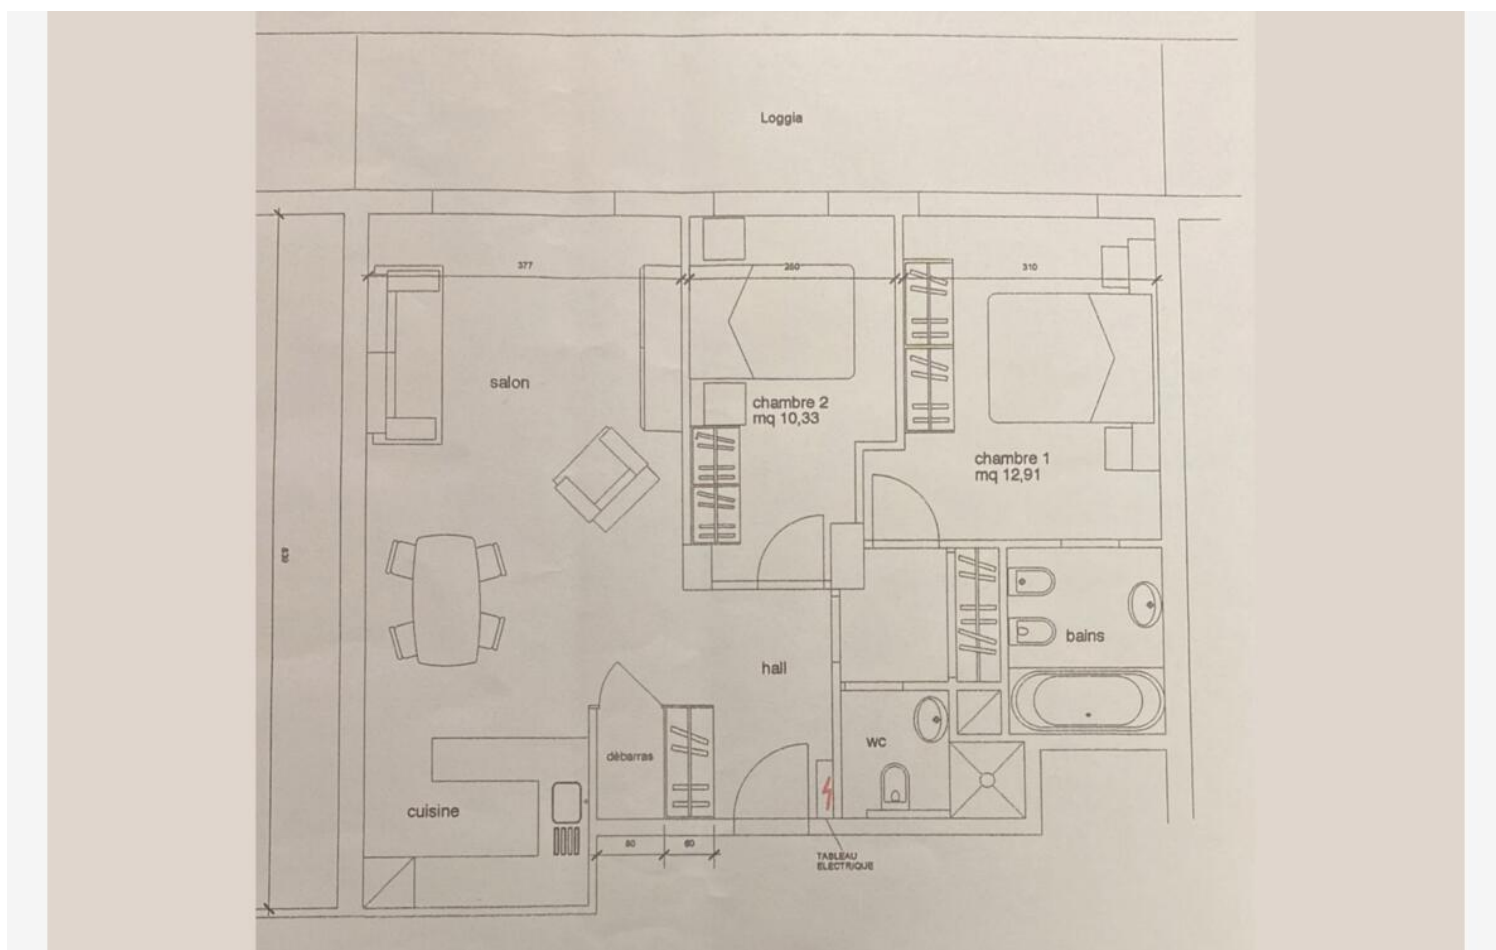 Loggia
377
260
310
salon
chambre 2
mq 10,33
chambre 1
mq 12,91
bains
hall
wc
débarras
cuisine
80
60
TABLEAU
ELECTRIQUE